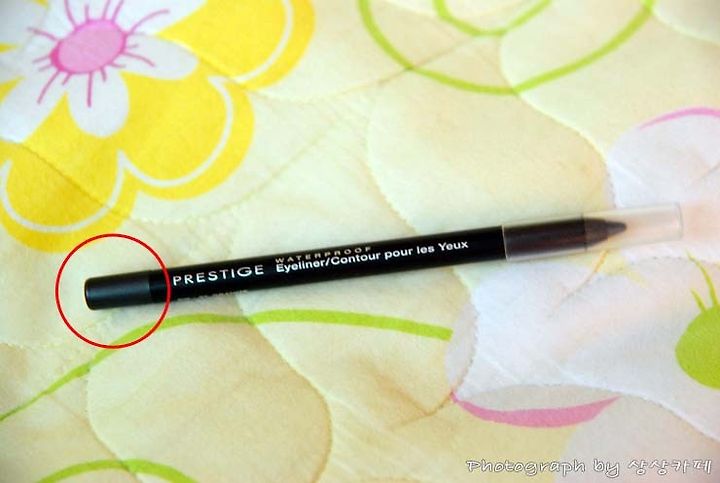 PRESTIGE
WATERPROOF
Eyeliner/Contour pour les Yeux
Photograph by 상상카페